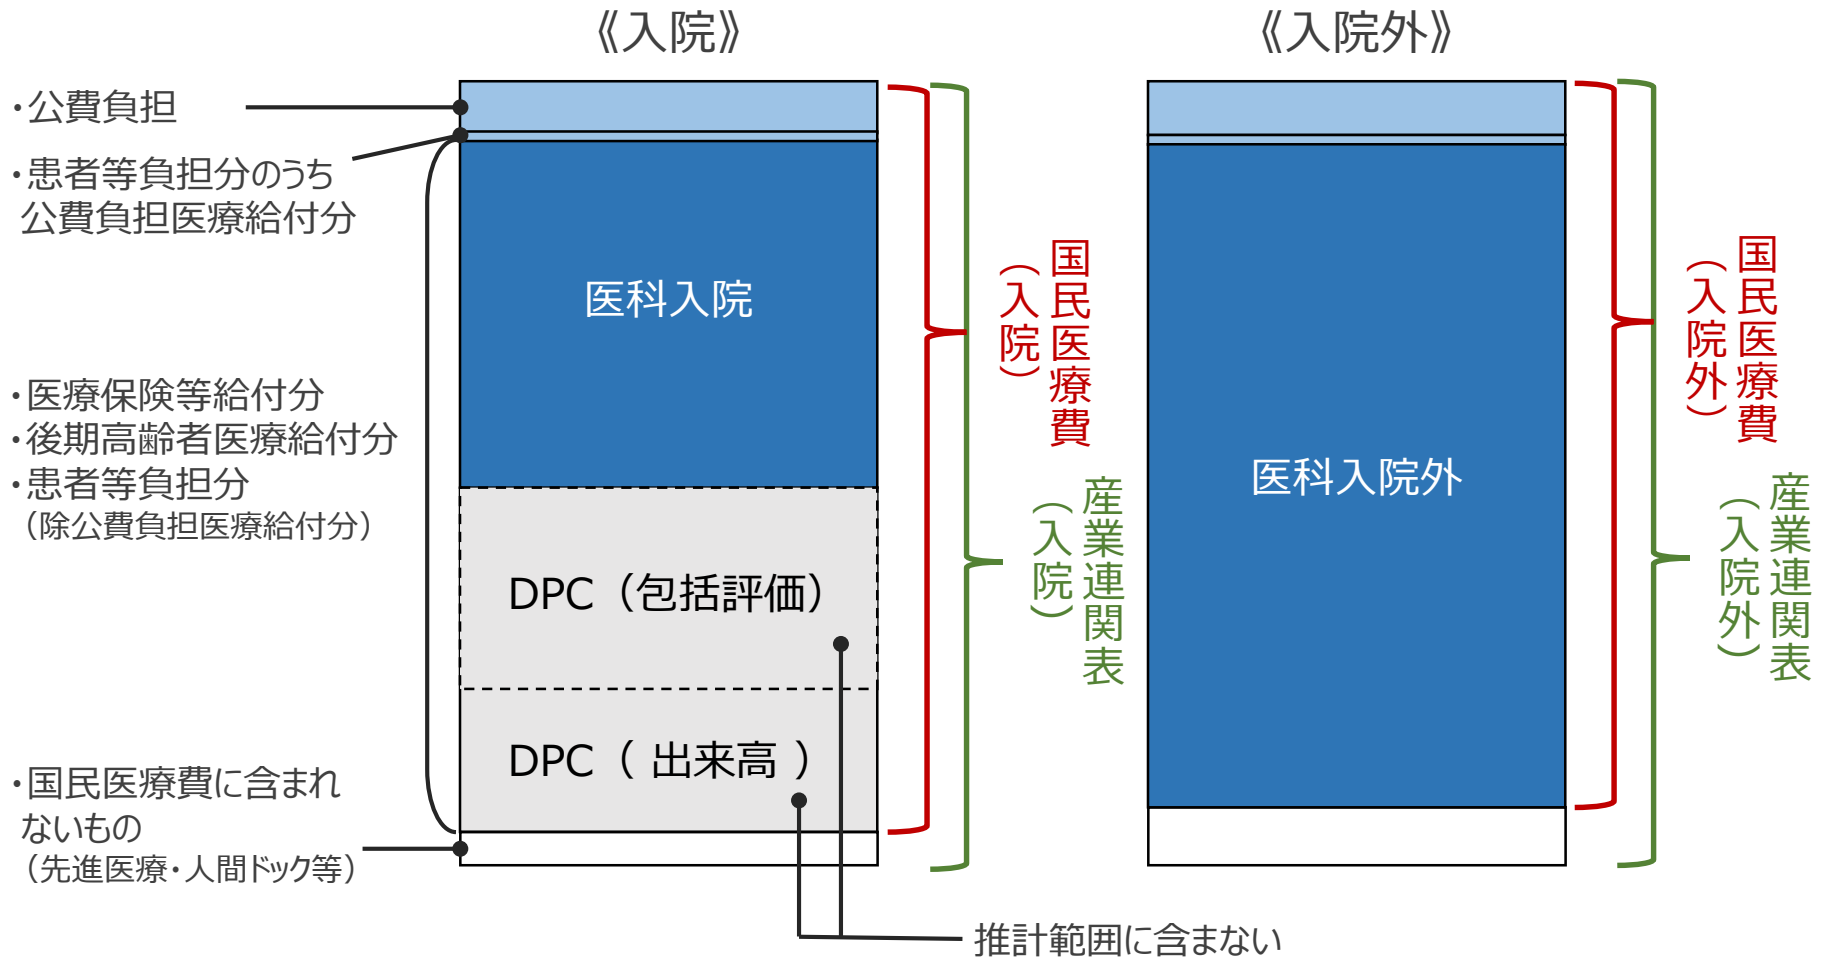 《入院》
《入院外》
・公費負担
・患者等負担分のうち
公費負担医療給付分
・医療保険等給付分
・後期高齢者医療給付分
・患者等負担分
（除公費負担医療給付分）
・国民医療費に含まれ
ないもの
（先進医療・人間ドック等）
医科入院
DPC（包括評価）
DPC（ 出来高 ）
国民医療費
（入院）
産業連関表
（入院）
医科入院外
国民医療費
（入院外）
産業連関表
（入院外）
推計範囲に含まない